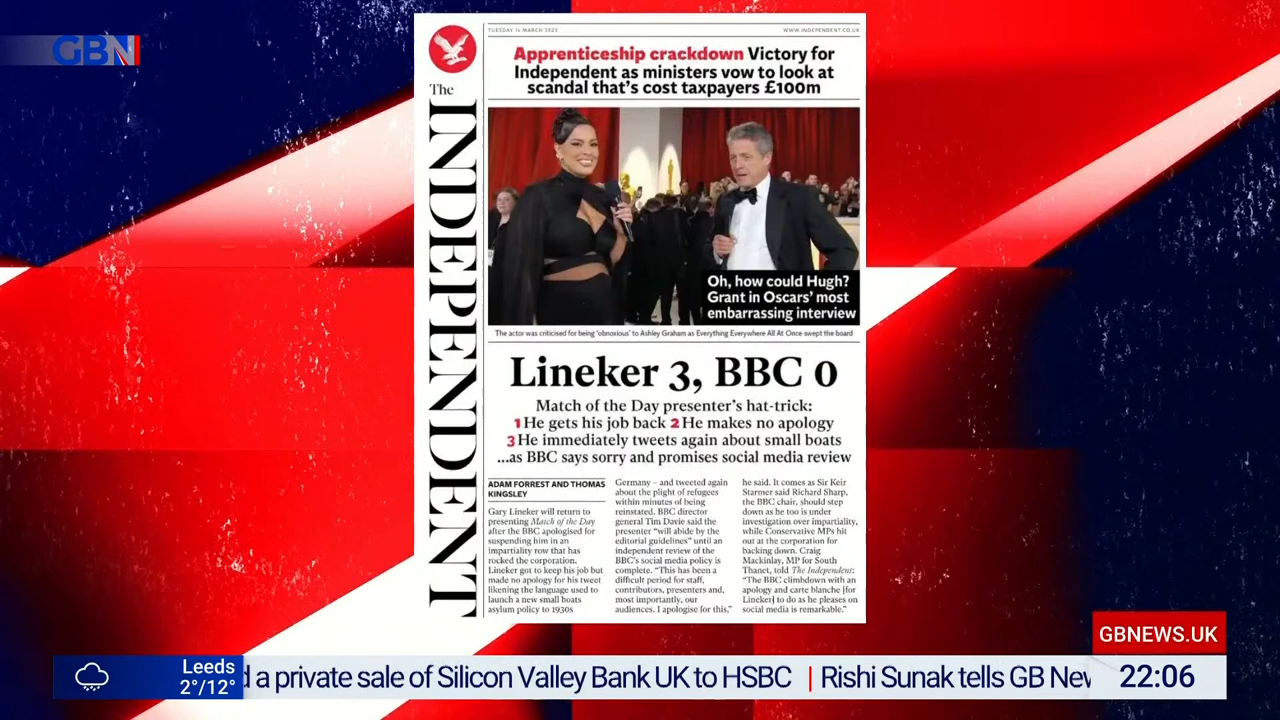 GBN
TUESDAY 14 MARCH 2023
WWW.INDEPENDENT.CO.UK
Apprenticeship crackdown Victory for
Independent as ministers vow to look at
scandal that's cost taxpayers £100m
The
INDEPENDENT
Oh, how could Hugh?
Grant in Oscars' most
embarrassing interview
The actor was criticised for being 'obnoxious' to Ashley Graham as Everything Everywhere All At Once swept the board
Lineker 3, BBC 0
Match of the Day presenter's hat-trick:
1 He gets his job back 2 He makes no apology
3 He immediately tweets again about small boats
...as BBC says sorry and promises social media review
ADAM FORREST AND THOMAS
KINGSLEY
Gary Lineker will return to
presenting Match of the Day
after the BBC apologised for
suspending him in an
impartiality row that has
rocked the corporation.
Lineker got to keep his job but
made no apology for his tweet
likening the language used to
launch a new small boats
asylum policy to 1930s
Germany – and tweeted again
about the plight of refugees
within minutes of being
reinstated. BBC director
general Tim Davie said the
presenter "will abide by the
editorial guidelines" until an
independent review of the
BBC's social media policy is
complete. "This has been a
difficult period for staff,
contributors, presenters and,
most importantly, our
audiences. I apologise for this,"
he said. It comes as Sir Keir
Starmer said Richard Sharp,
the BBC chair, should step
down as he too is under
investigation over impartiality,
while Conservative MPs hit
out at the corporation for
backing down. Craig
Mackinlay, MP for South
Thanet, told The Independent:
"The BBC climbdown with an
apology and carte blanche [for
Lineker] to do as he pleases on
social media is remarkable."
GBNEWS.UK
Leeds
2°/12°
d a private sale of Silicon Valley Bank UK to HSBC | Rishi Sunak tells GB New
22:06